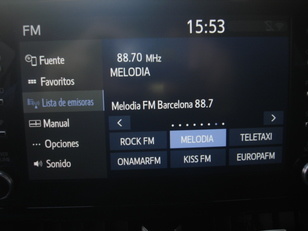 FM
15:53
Fuente
Favoritos
Lista de emisoras
Manual
Opciones
Sonido
88.70 MHz
MELODIA
Melodia FM Barcelona 88.7
ROCK FM
MELODIA
TELETAXI
ONAMARFM
KISS FM
EUROPAFM